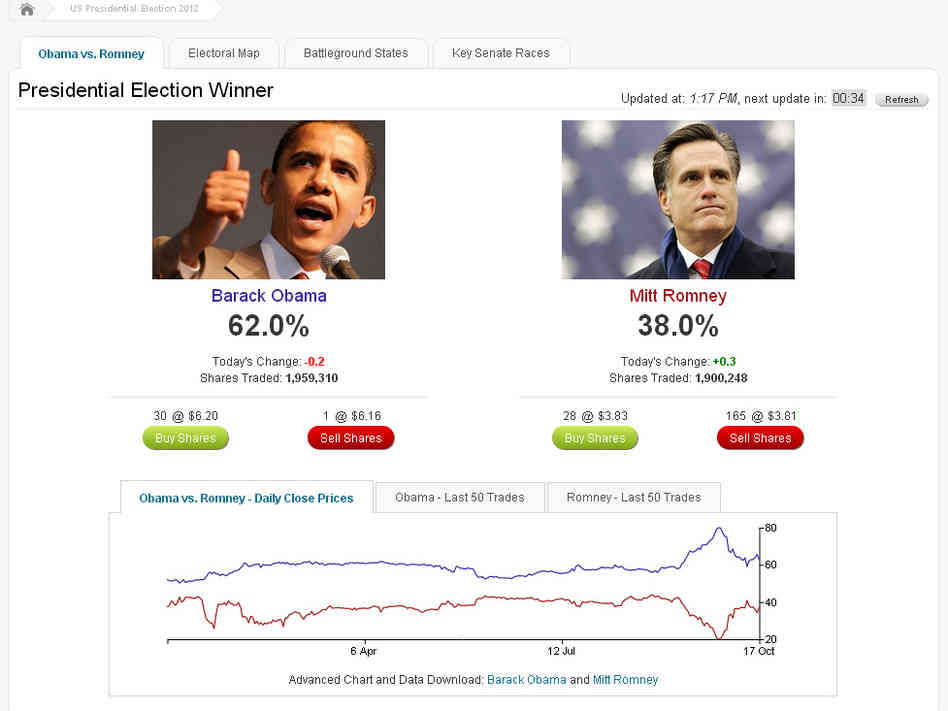 US Presidential Election 2012
Obama vs. Romney Electoral Map Battleground States Key Senate Races
Presidential Election Winner
Updated at: 1:17 PM, next update in: 00:34 Refresh
Barack Obama Mitt Romney
62.0% 38.0%
Today's Change: -0.2 Today's Change: +0.3
Shares Traded: 1,959,310 Shares Traded: 1,900,248
30 @ $6.20 1 @ $6.16 28 @ $3.83 165 @ $3.81
Buy Shares Sell Shares Buy Shares Sell Shares
Obama vs. Romney - Daily Close Prices Obama - Last 50 Trades Romney - Last 50 Trades
80
60
40
20
6 Apr 12 Jul 17 Oct
Advanced Chart and Data Download: Barack Obama and Mitt Romney